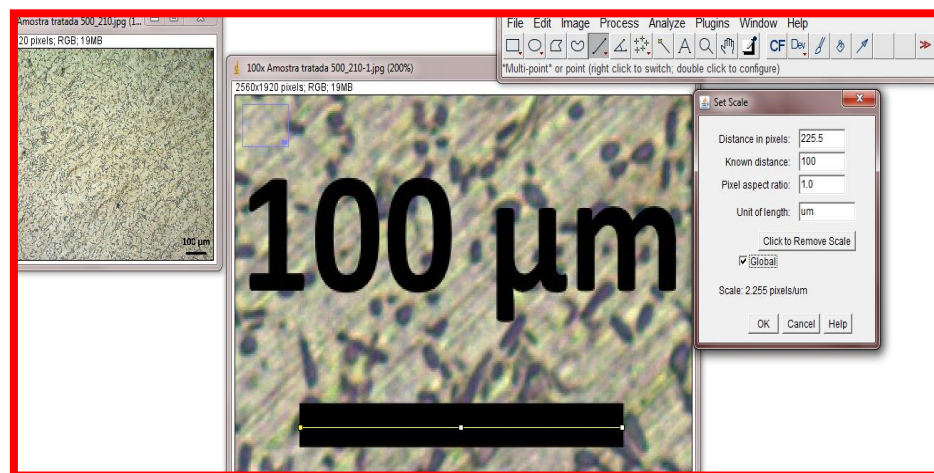 Amostra tratada 500_210.jpg (1...
20 pixels; RGB; 19MB
100 µm
File Edit Image Process Analyze Plugins Window Help
A CF Dev
"Multi-point" or point (right click to switch; double click to configure)
100x Amostra tratada 500_210-1.jpg (200%)
2560x1920 pixels; RGB; 19MB
100 µm
Set Scale
Distance in pixels: 225.5
Known distance: 100
Pixel aspect ratio: 1.0
Unit of length: um
Click to Remove Scale
Global
Scale: 2.255 pixels/um
OK Cancel Help